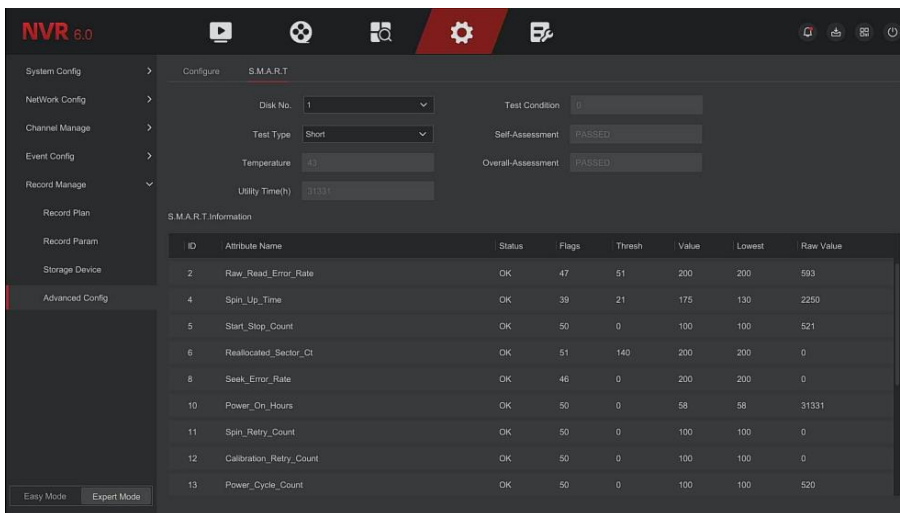 NVR 6.0
System Config
NetWork Config
Channel Manage
Event Config
Record Manage
Record Plan
Record Param
Storage Device
Advanced Config
Easy Mode Expert Mode
Configure S.M.A.R.T
Disk No. 1 Test Condition 0
Test Type Short Self-Assessment PASSED
Temperature 43 Overall-Assessment PASSED
Utility Time(h) 31331
S.M.A.R.T.Information
ID Attribute Name Status Flags Thresh Value Lowest Raw Value
2 Raw_Read_Error_Rate OK 47 51 200 200 593
4 Spin_Up_Time OK 39 21 175 130 2250
5 Start_Stop_Count OK 50 0 100 100 521
6 Reallocated_Sector_Ct OK 51 140 200 200 0
8 Seek_Error_Rate OK 46 0 200 200 0
10 Power_On_Hours OK 50 0 58 58 31331
11 Spin_Retry_Count OK 50 0 100 100 0
12 Calibration_Retry_Count OK 50 0 100 100 0
13 Power_Cycle_Count OK 50 0 100 100 520